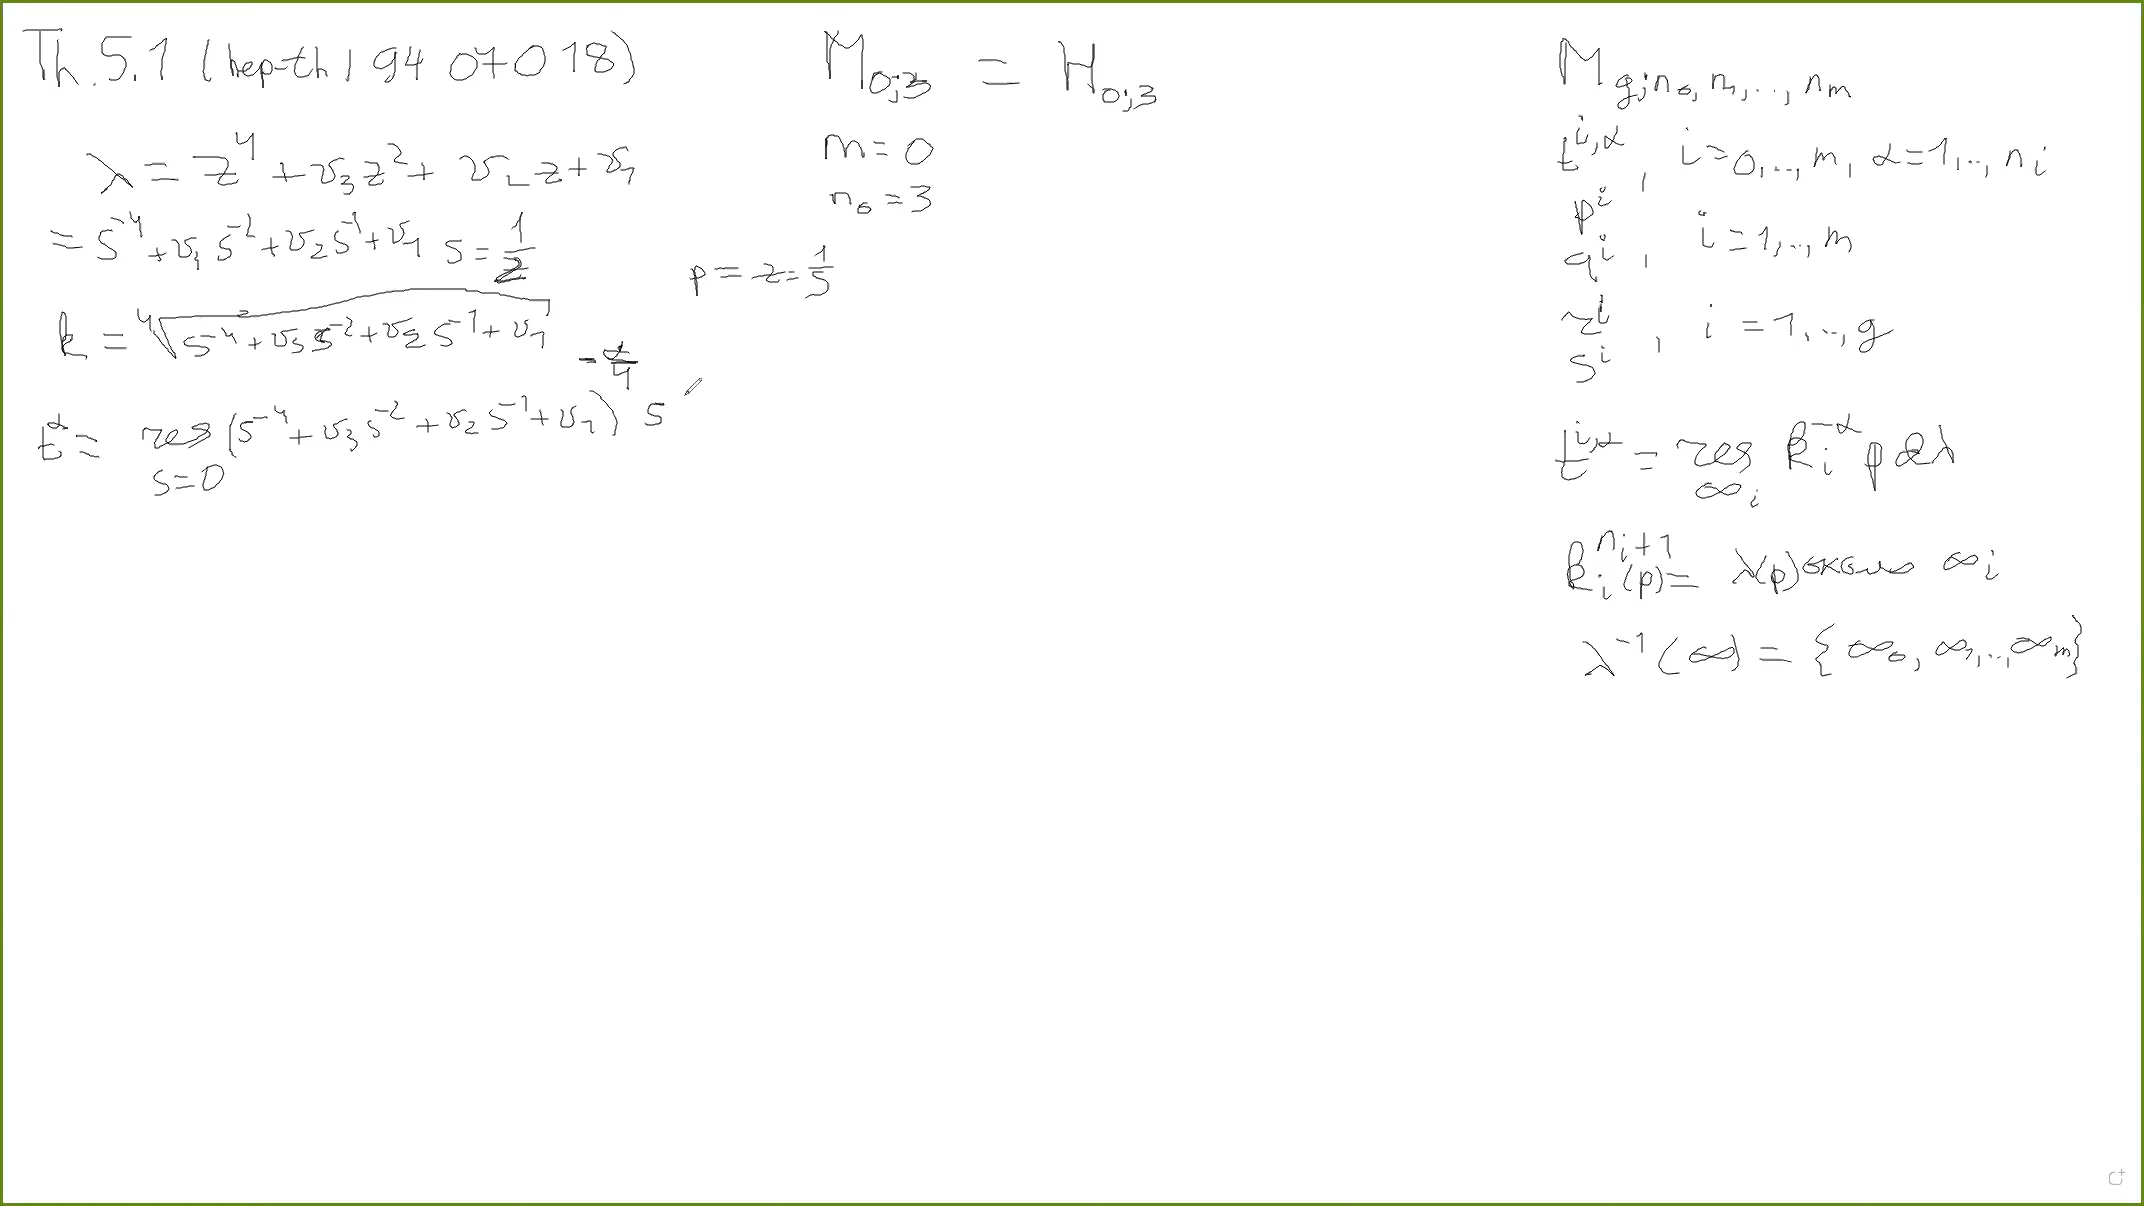 Th. 5.1 (hep-th/9407018)
λ = z^4 + v_3 z^2 + v_2 z + v_1
= s^{-4} + v_3 s^{-2} + v_2 s^{-1} + v_1   s = 1/z
p = z = 1/s
k = \sqrt[4]{s^{-4} + v_3 s^{-2} + v_2 s^{-1} + v_1}
t^α = res_{s=0} (s^{-4} + v_3 s^{-2} + v_2 s^{-1} + v_1)^{-α/4} s
M_{0;3} = H_{0;3}
m = 0
n_0 = 3
M_{g;n_0, n_1, .., n_m}
t^{i,α}, i = 0, .., m, α = 1, .., n_i
p^i
q^i, i = 1, .., m
r^i
s^i, i = 1, .., g
t^{i,α} = res_{∞_i} k_i^{-α} p dλ
k_i^{n_i+1}(p) = λ(p) около ∞_i
λ^{-1}(∞) = {∞_0, ∞_1, .., ∞_m}